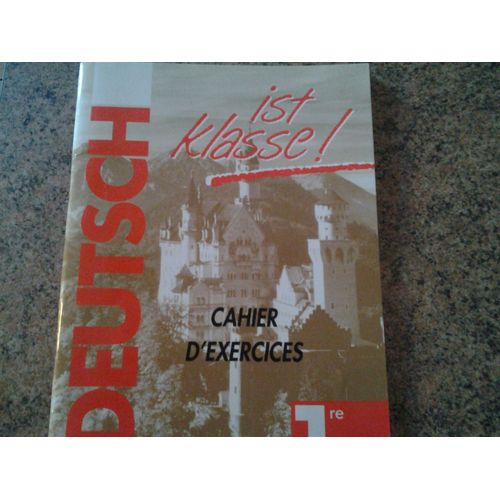 DEUTSCH
ist
klasse!
CAHIER
D'EXERCICES
1re